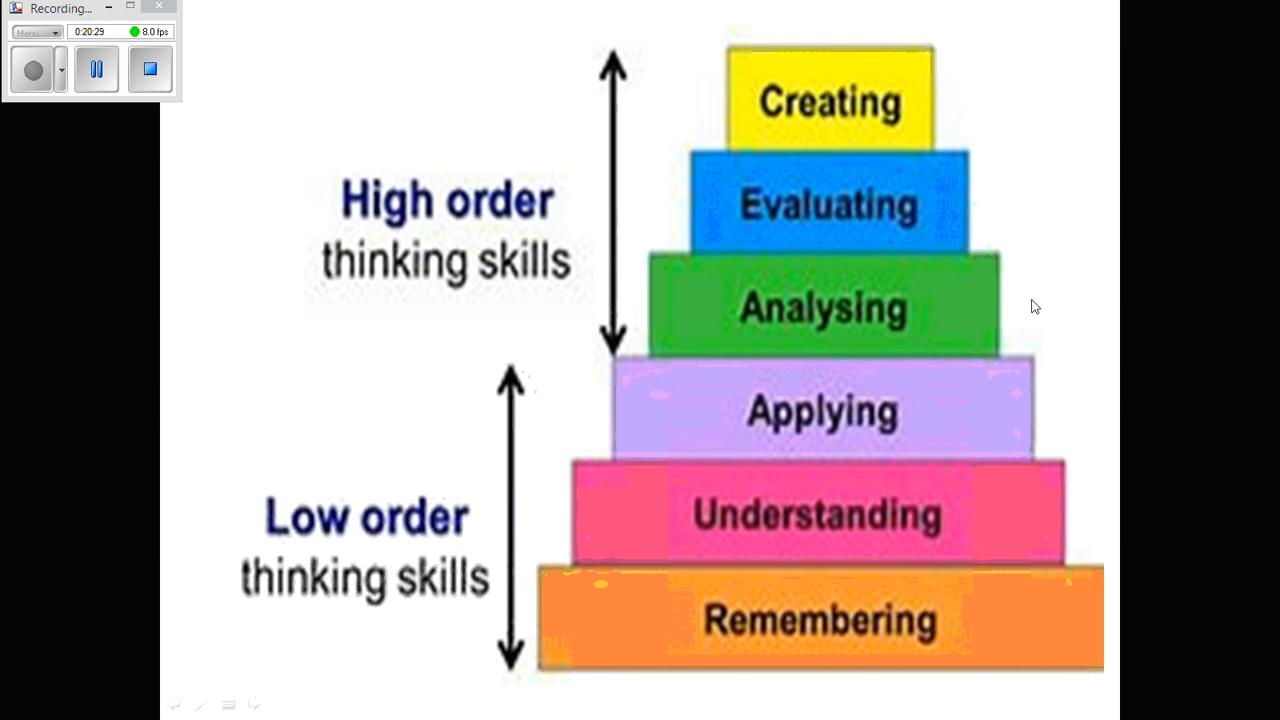 Recording...
Menu
0:20:29
8.0 fps
Creating
High order
thinking skills
Evaluating
Analysing
Applying
Low order
thinking skills
Understanding
Remembering